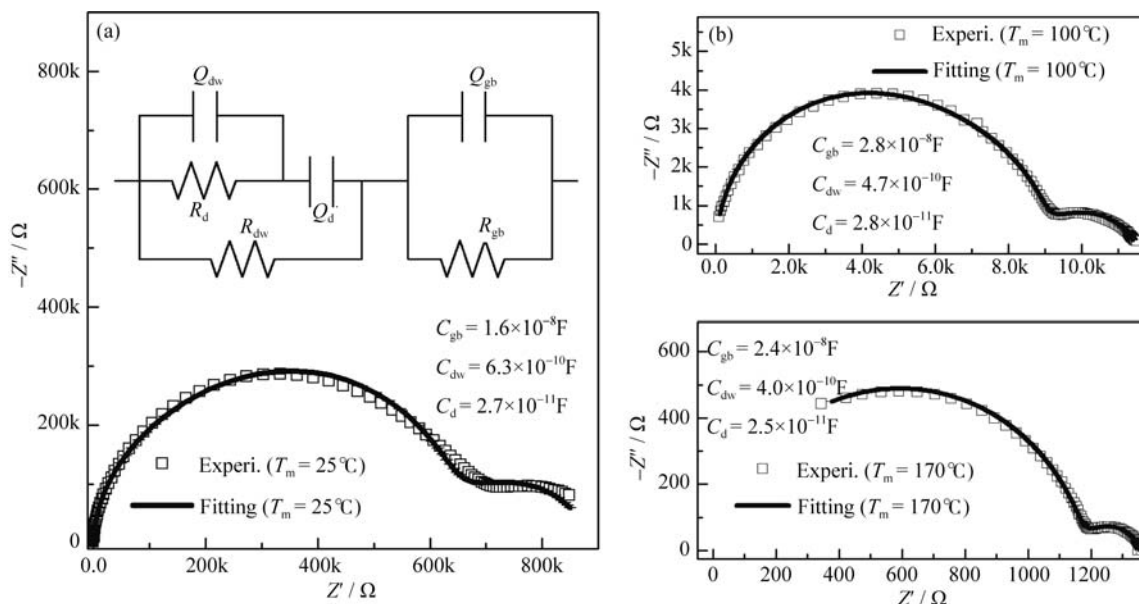 (a)
800k
600k
400k
200k
0
−Z″ / Ω
Q_dw
Q_gb
R_d
Q_d
R_dw
R_gb
C_gb = 1.6×10⁻⁸F
C_dw = 6.3×10⁻¹⁰F
C_d = 2.7×10⁻¹¹F
Experi. (T_m = 25℃)
Fitting (T_m = 25℃)
0.0 200k 400k 600k 800k
Z′ / Ω
(b)
Experi. (T_m = 100℃)
Fitting (T_m = 100℃)
5k
4k
3k
2k
1k
0
−Z″ / Ω
C_gb = 2.8×10⁻⁸F
C_dw = 4.7×10⁻¹⁰F
C_d = 2.8×10⁻¹¹F
0.0 2.0k 4.0k 6.0k 8.0k 10.0k
Z′ / Ω
600
400
200
0
−Z″ / Ω
C_gb = 2.4×10⁻⁸F
C_dw = 4.0×10⁻¹⁰F
C_d = 2.5×10⁻¹¹F
Experi. (T_m = 170℃)
Fitting (T_m = 170℃)
0 200 400 600 800 1000 1200
Z′ / Ω